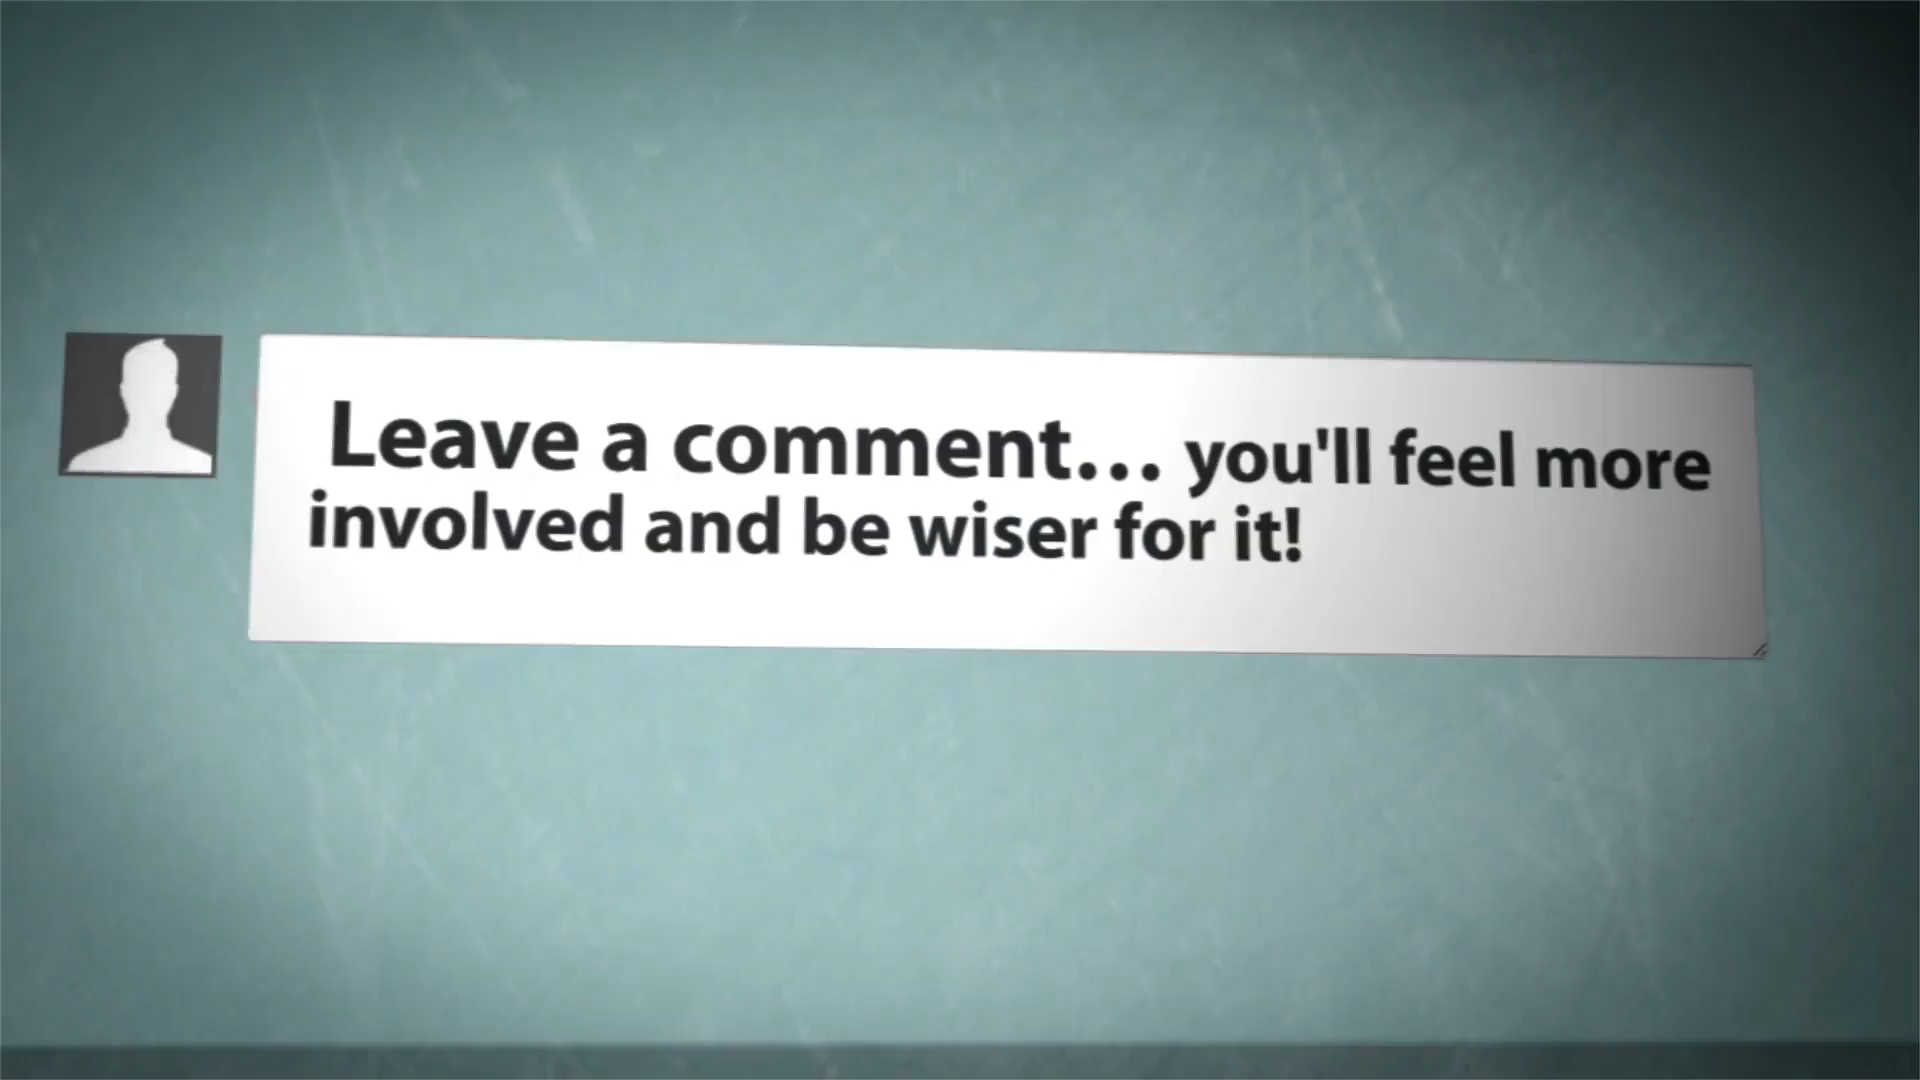 Leave a comment… you'll feel more
involved and be wiser for it!